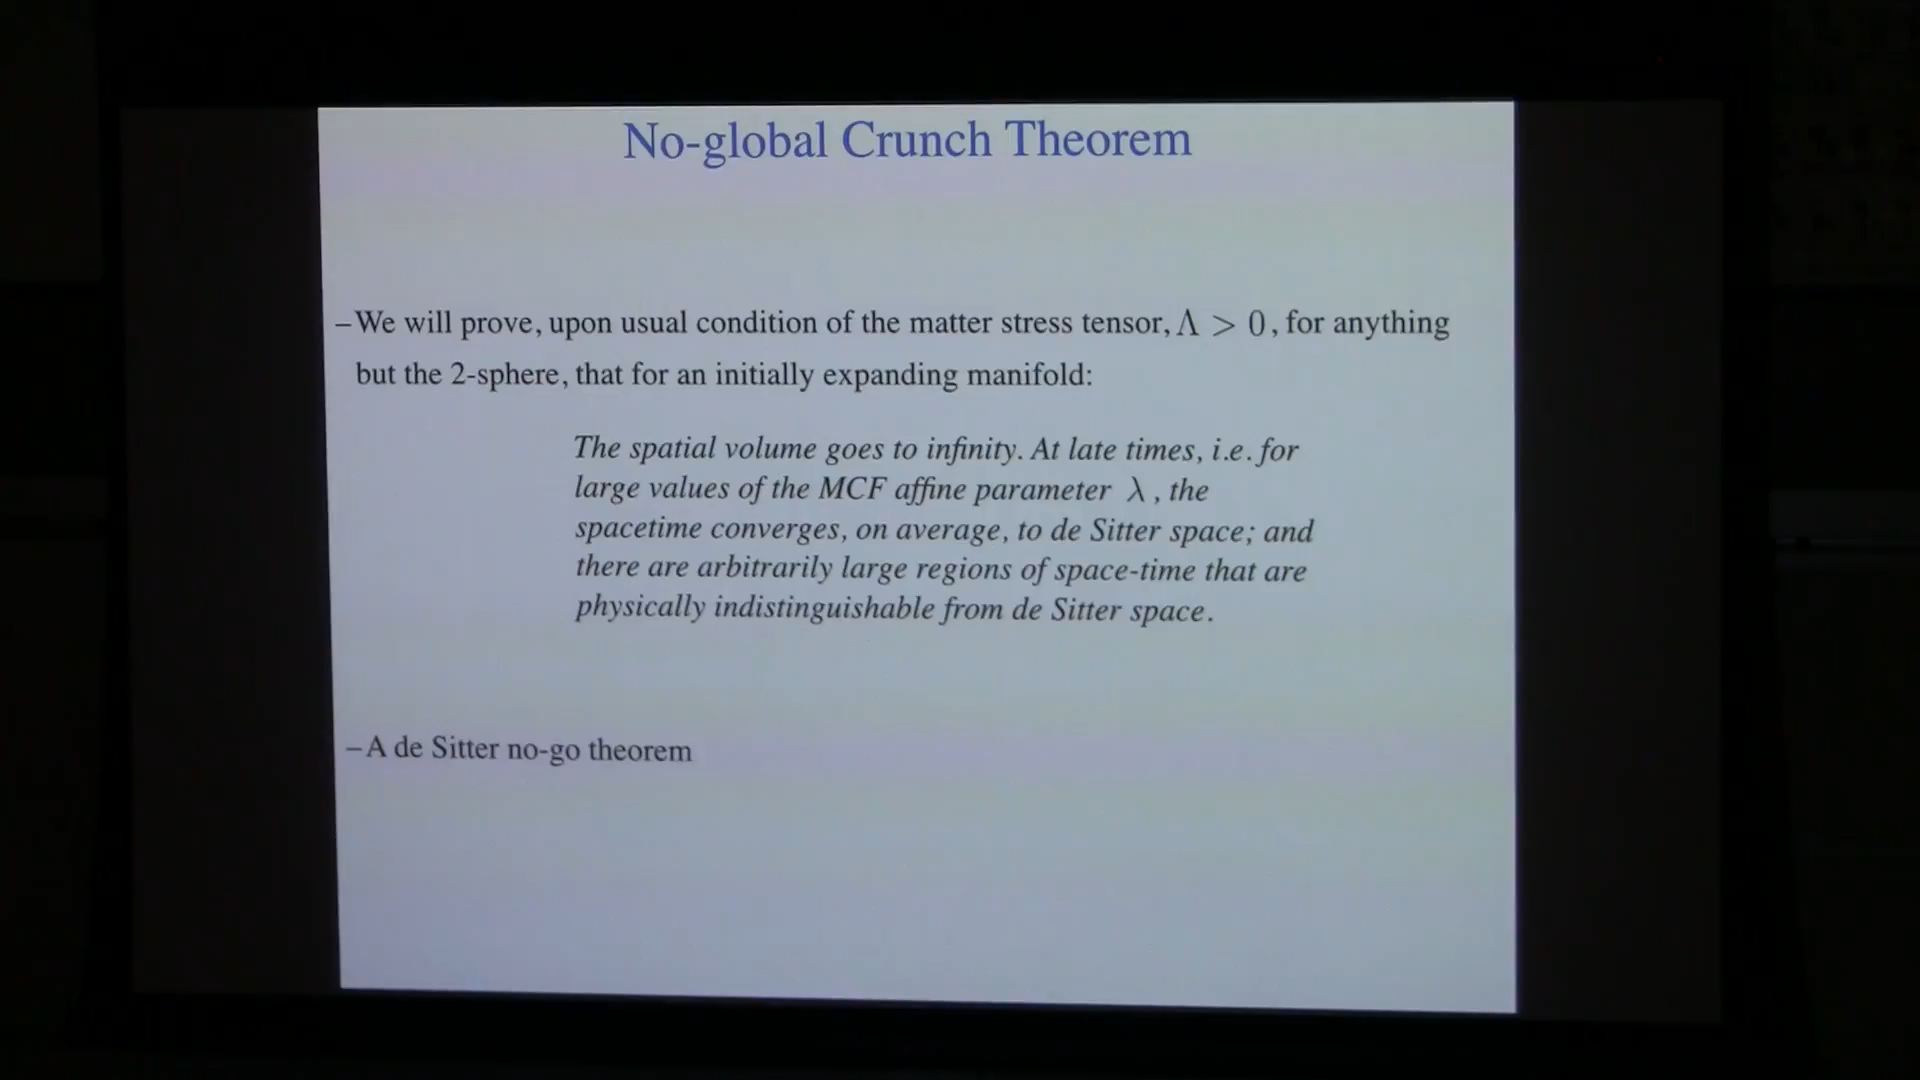 No-global Crunch Theorem
–We will prove, upon usual condition of the matter stress tensor, Λ > 0, for anything
but the 2-sphere, that for an initially expanding manifold:
The spatial volume goes to infinity. At late times, i.e. for
large values of the MCF affine parameter λ, the
spacetime converges, on average, to de Sitter space; and
there are arbitrarily large regions of space-time that are
physically indistinguishable from de Sitter space.
–A de Sitter no-go theorem